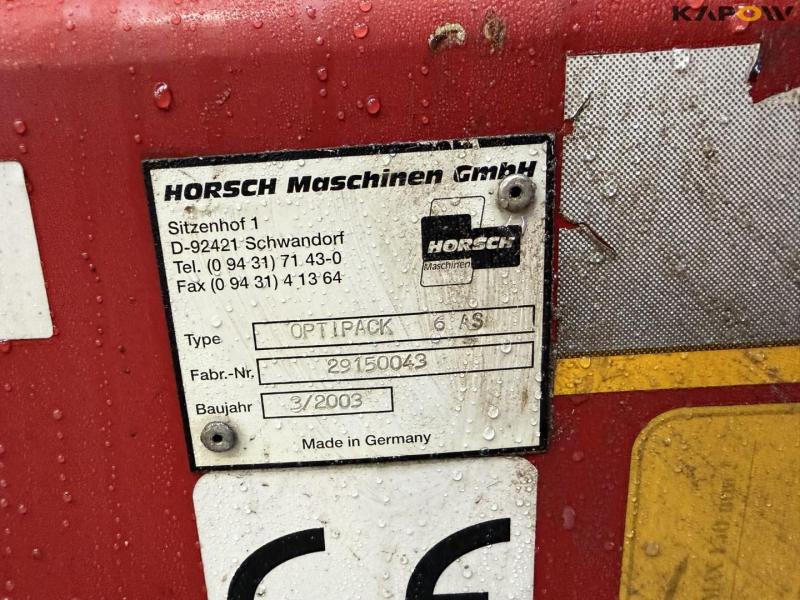 KAPOW
HORSCH Maschinen GmbH
Sitzenhof 1
D-92421 Schwandorf
Tel. (0 94 31) 71 43-0
Fax (0 94 31) 4 13 64
HORSCH
Maschinen
Type OPTIPACK 6 AS
Fabr.-Nr. 29150043
Baujahr 3/2003
Made in Germany
CE